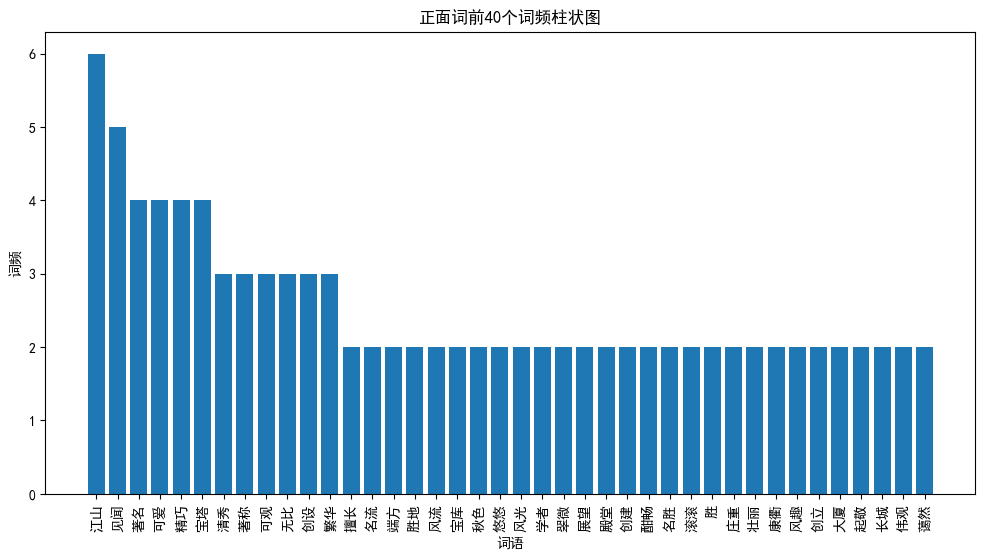 正面词前40个词频柱状图
词频
6
5
4
3
2
1
0
江山
见闻
著名
可爱
精巧
宝塔
清秀
著称
可观
无比
创设
繁华
擅长
名流
端方
胜地
风流
宝库
秋色
悠悠
风光
学者
翠微
展望
殿堂
创建
酣畅
名胜
滚滚
胜
庄重
壮丽
康衢
风趣
创立
大厦
起敬
长城
伟观
蔼然
词语